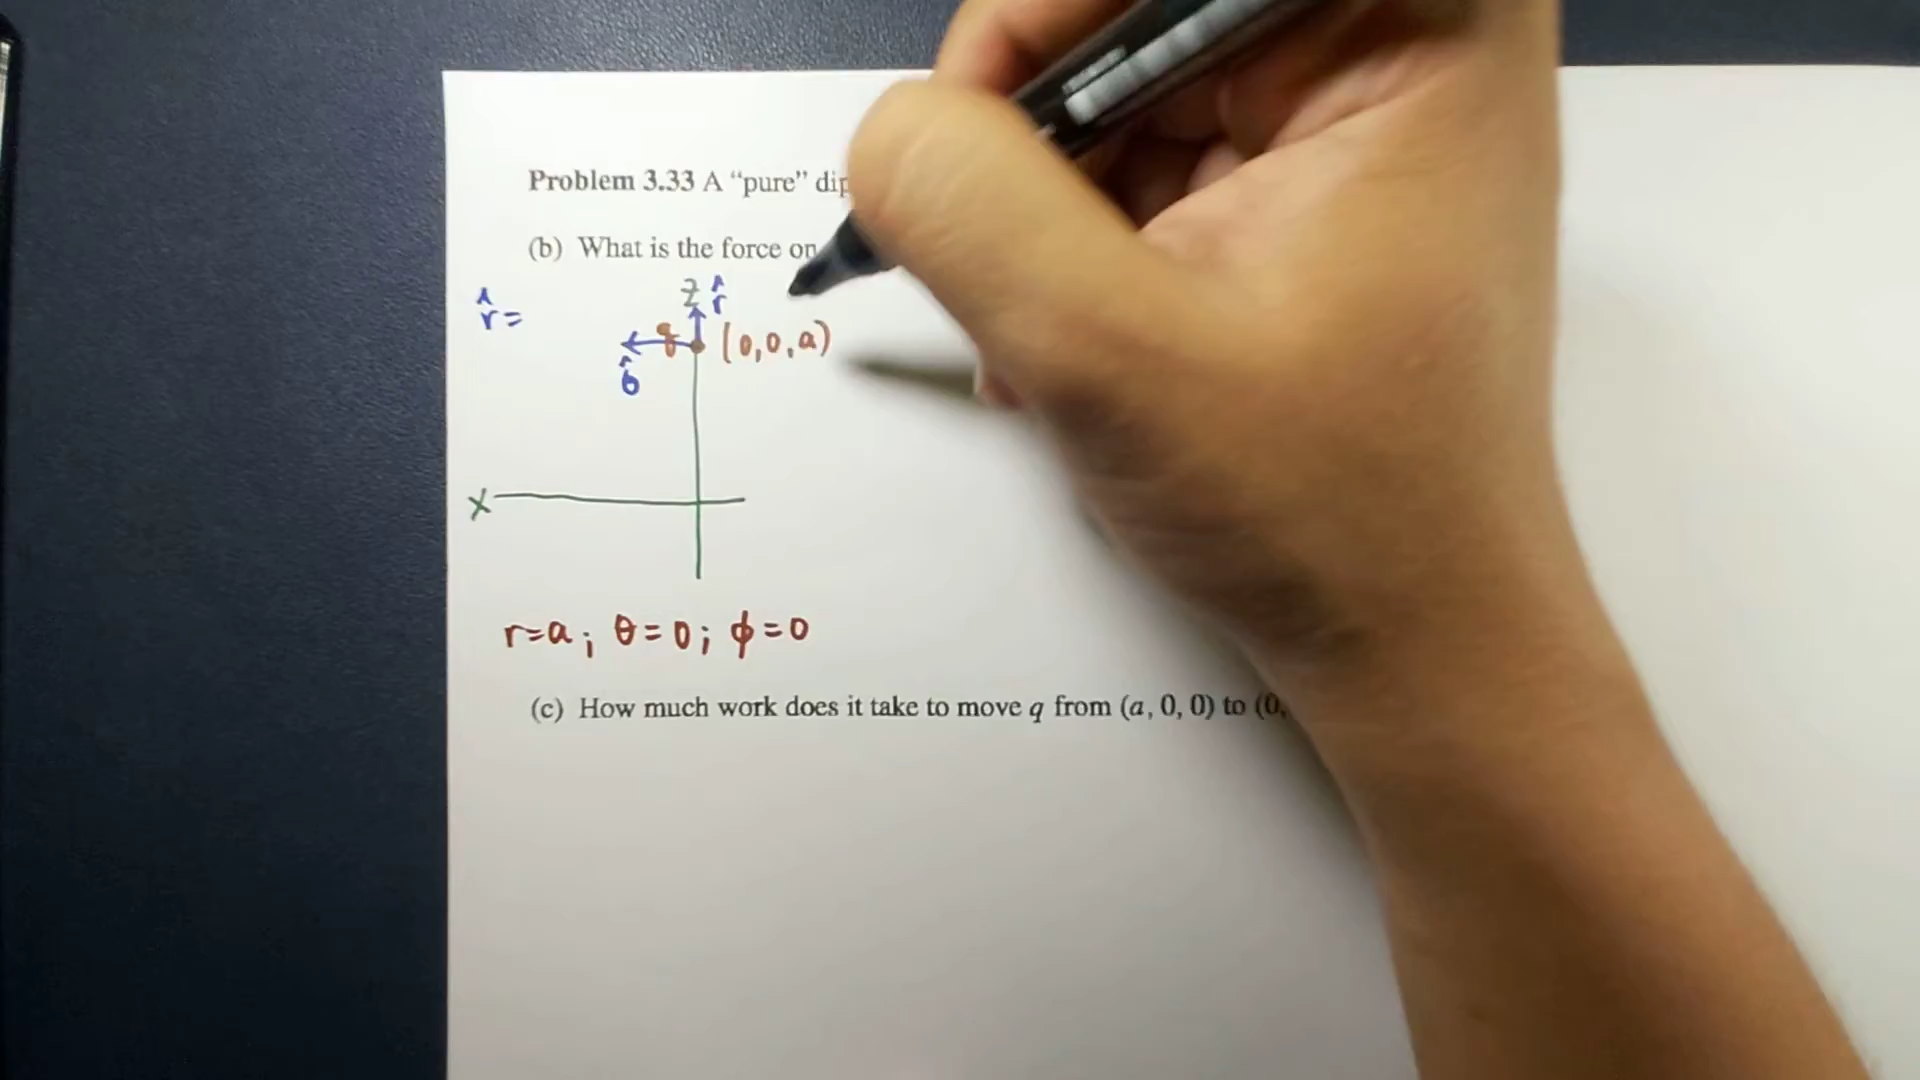 Problem 3.33 A “pure”
(b) What is the force on
r̂ =
z r̂
q (0,0,a)
θ̂
x
r=a; θ=0; ϕ=0
(c) How much work does it take to move q from (a, 0, 0) to (0,